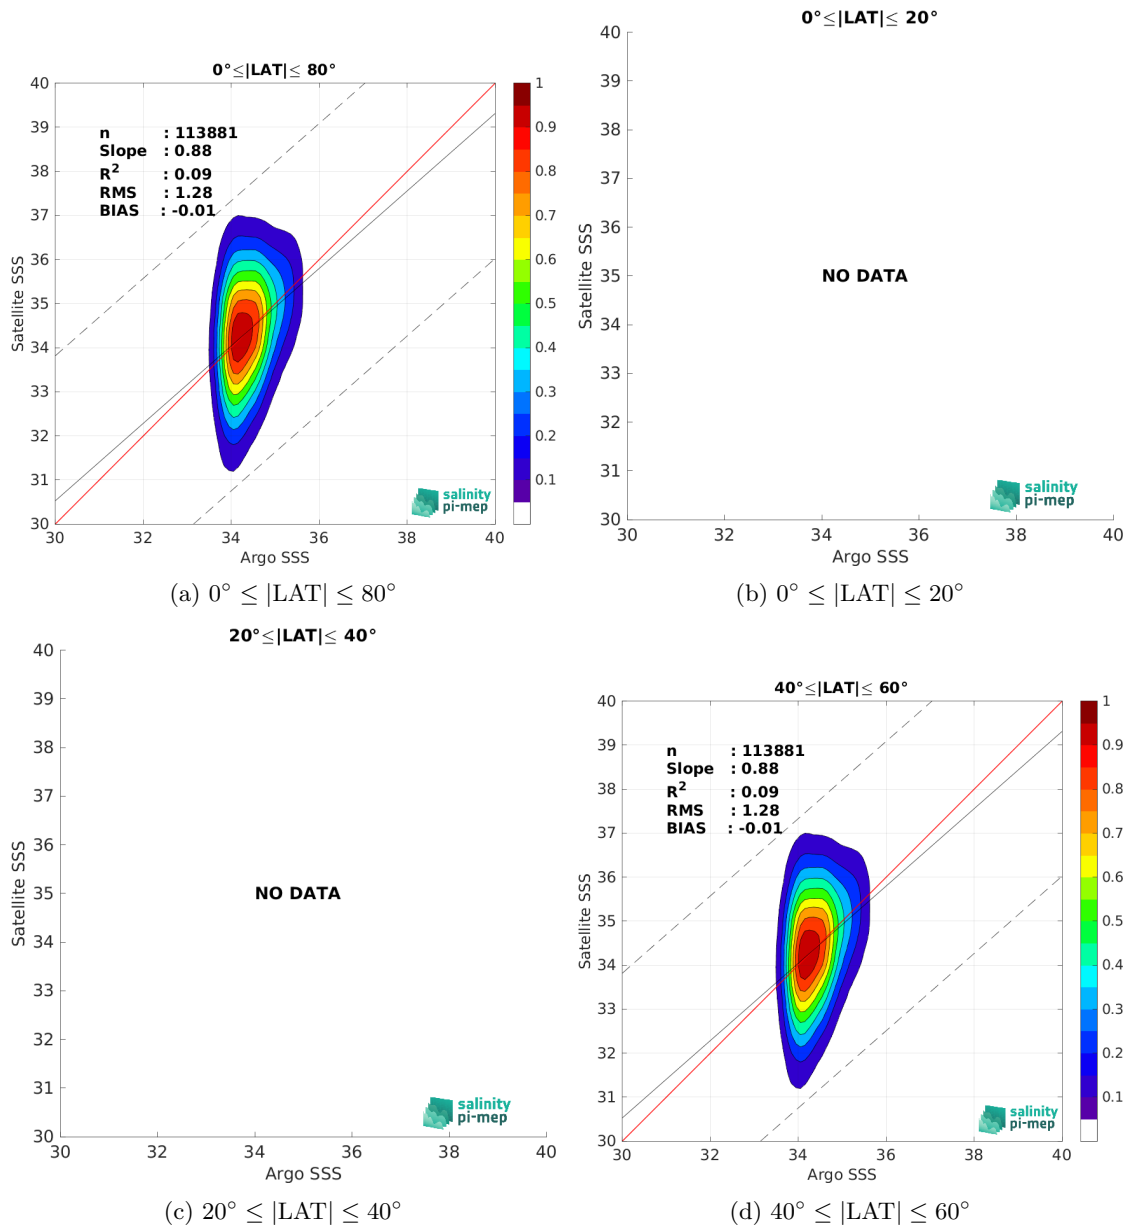 0°≤|LAT|≤ 80°
40
39
38
37
36
35
34
33
32
31
30
Satellite SSS
n : 113881
Slope : 0.88
R² : 0.09
RMS : 1.28
BIAS : -0.01
salinity
pi-mep
30 32 34 36 38 40
Argo SSS
1
0.9
0.8
0.7
0.6
0.5
0.4
0.3
0.2
0.1
(a) 0° ≤ |LAT| ≤ 80°
0°≤|LAT|≤ 20°
40
39
38
37
36
35
34
33
32
31
30
Satellite SSS
NO DATA
salinity
pi-mep
30 32 34 36 38 40
Argo SSS
(b) 0° ≤ |LAT| ≤ 20°
20°≤|LAT|≤ 40°
40
39
38
37
36
35
34
33
32
31
30
Satellite SSS
NO DATA
salinity
pi-mep
30 32 34 36 38 40
Argo SSS
(c) 20° ≤ |LAT| ≤ 40°
40°≤|LAT|≤ 60°
40
39
38
37
36
35
34
33
32
31
30
Satellite SSS
n : 113881
Slope : 0.88
R² : 0.09
RMS : 1.28
BIAS : -0.01
salinity
pi-mep
30 32 34 36 38 40
Argo SSS
1
0.9
0.8
0.7
0.6
0.5
0.4
0.3
0.2
0.1
(d) 40° ≤ |LAT| ≤ 60°